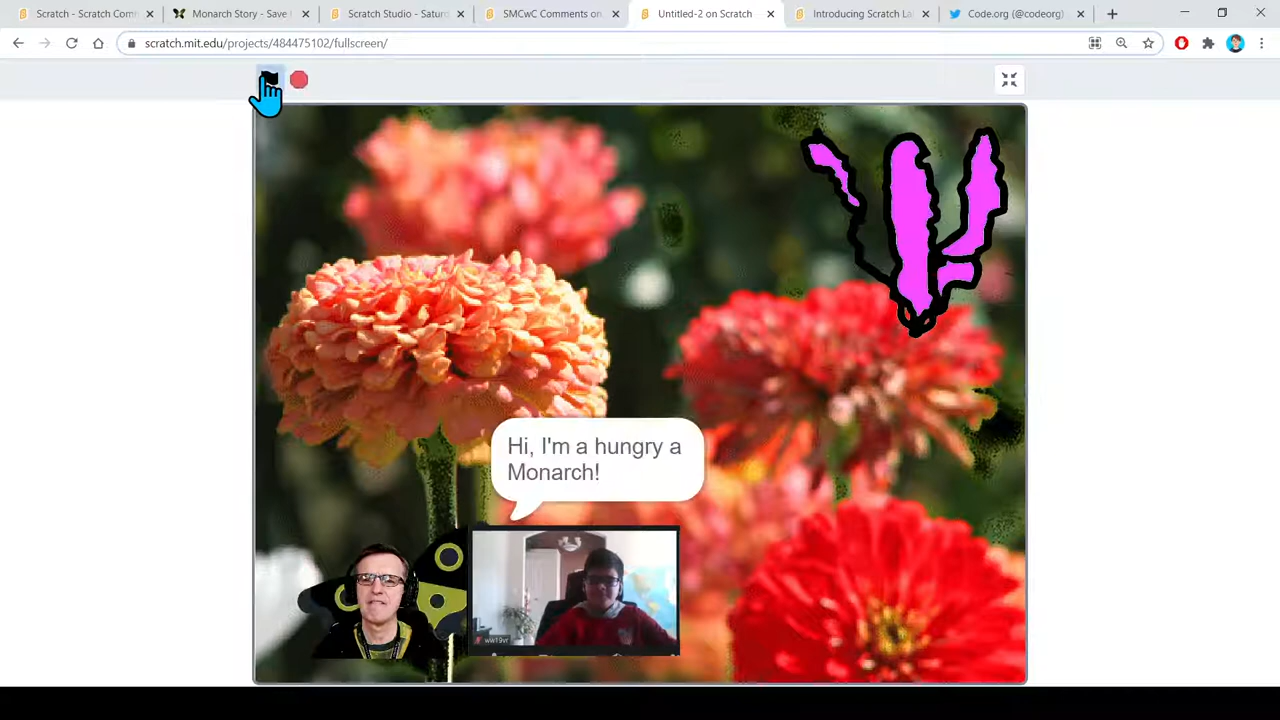 Scratch - Scratch Com
Monarch Story - Save
Scratch Studio - Satur
SMCwC Comments on
Untitled-2 on Scratch
Introducing Scratch La
Code.org (@codeorg)
scratch.mit.edu/projects/484475102/fullscreen/
Hi, I'm a hungry a
Monarch!
ww19vr